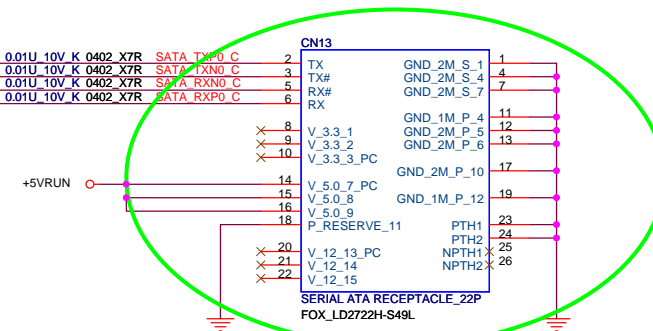 CN13
0.01U_10V_K 0402_X7R SATA_TXP0_C 2 TX GND_2M_S_1 1
0.01U_10V_K 0402_X7R SATA_TXN0_C 3 TX# GND_2M_S_4 4
0.01U_10V_K 0402_X7R SATA_RXN0_C 5 RX# GND_2M_S_7 7
0.01U_10V_K 0402_X7R SATA_RXP0_C 6 RX
GND_1M_P_4 11
8 V_3.3_1 GND_2M_P_5 12
9 V_3.3_2 GND_2M_P_6 13
10 V_3.3_3_PC
GND_2M_P_10 17
+5VRUN 14 V_5.0_7_PC
15 V_5.0_8 GND_1M_P_12 19
16 V_5.0_9
18 P_RESERVE_11 PTH1 23
PTH2 24
20 V_12_13_PC NPTH1 25
21 V_12_14 NPTH2 26
22 V_12_15
SERIAL ATA RECEPTACLE_22P
FOX_LD2722H-S49L